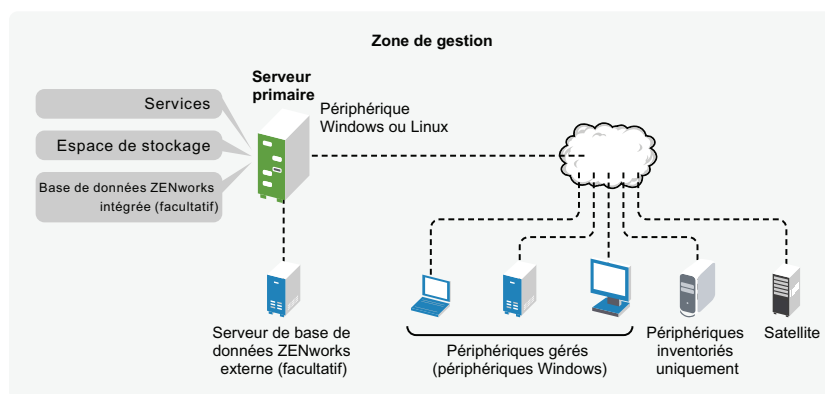 Zone de gestion
Serveur
primaire
Services
Espace de stockage
Base de données ZENworks
intégrée (facultatif)
Périphérique
Windows ou Linux
Serveur de base de
données ZENworks
externe (facultatif)
Périphériques gérés
(périphériques Windows)
Périphériques
inventoriés
uniquement
Satellite